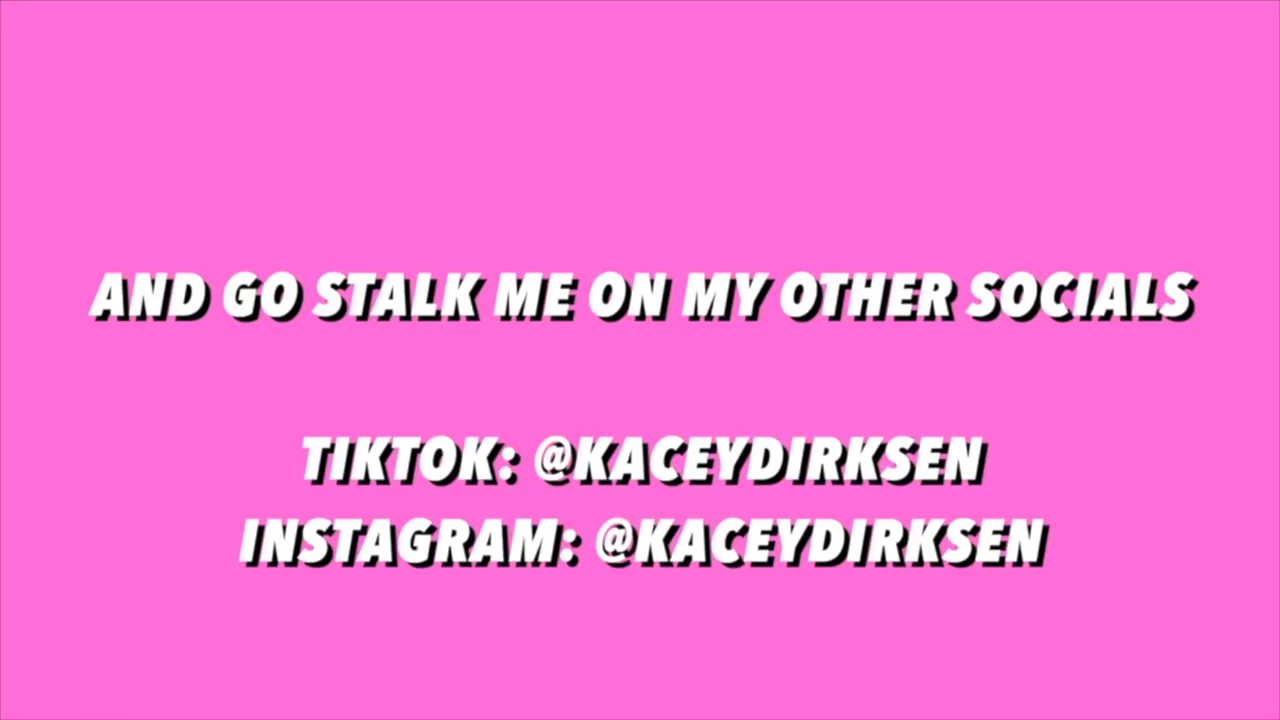 AND GO STALK ME ON MY OTHER SOCIALS
TIKTOK: @KACEYDIRKSEN
INSTAGRAM: @KACEYDIRKSEN